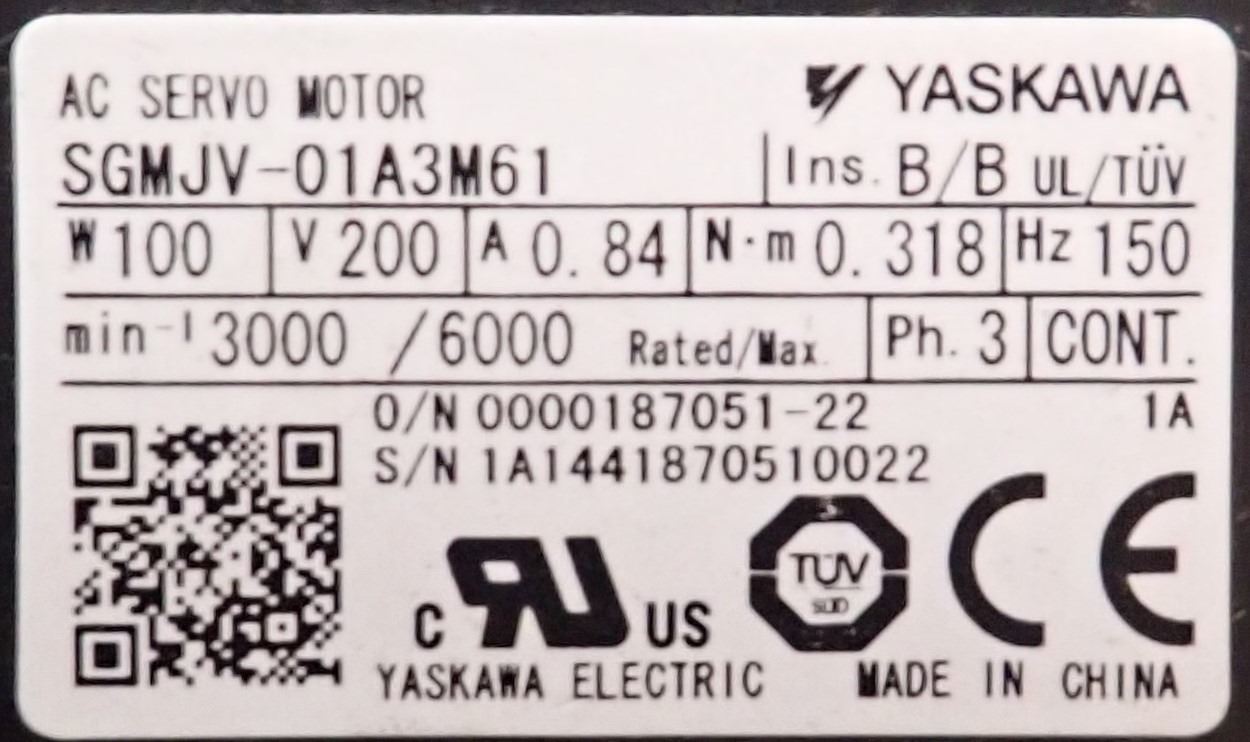 AC SERVO MOTOR YASKAWA
SGMJV-01A3M61 Ins. B/B UL/TÜV
W 100 V 200 A 0.84 N·m 0.318 Hz 150
min-1 3000 /6000 Rated/Max. Ph. 3 CONT.
O/N 0000187051-22 1A
S/N 1A1441870510022
C RU US TÜV SÜD CE
YASKAWA ELECTRIC MADE IN CHINA